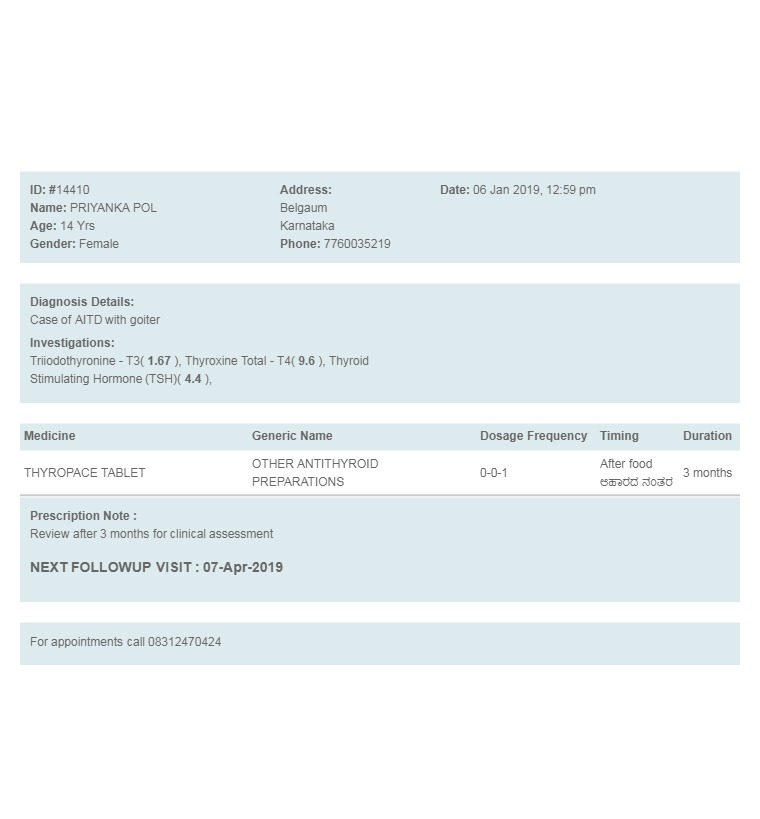 ID: #14410
Name: PRIYANKA POL
Age: 14 Yrs
Gender: Female
Address:
Belgaum
Karnataka
Phone: 7760035219
Date: 06 Jan 2019, 12:59 pm
Diagnosis Details:
Case of AITD with goiter
Investigations:
Triiodothyronine - T3( 1.67 ), Thyroxine Total - T4( 9.6 ), Thyroid
Stimulating Hormone (TSH)( 4.4 ),
Medicine Generic Name Dosage Frequency Timing Duration
THYROPACE TABLET OTHER ANTITHYROID PREPARATIONS 0-0-1 After food ಆಹಾರದ ನಂತರ 3 months
Prescription Note :
Review after 3 months for clinical assessment
NEXT FOLLOWUP VISIT : 07-Apr-2019
For appointments call 08312470424